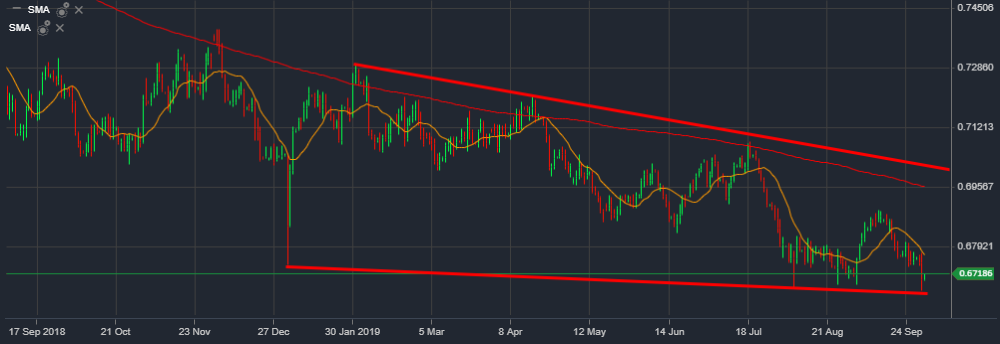 SMA
SMA
0.74506
0.72880
0.71213
0.69567
0.67921
0.67186
17 Sep 2018 21 Oct 23 Nov 27 Dec 30 Jan 2019 5 Mar 8 Apr 12 May 14 Jun 18 Jul 21 Aug 24 Sep